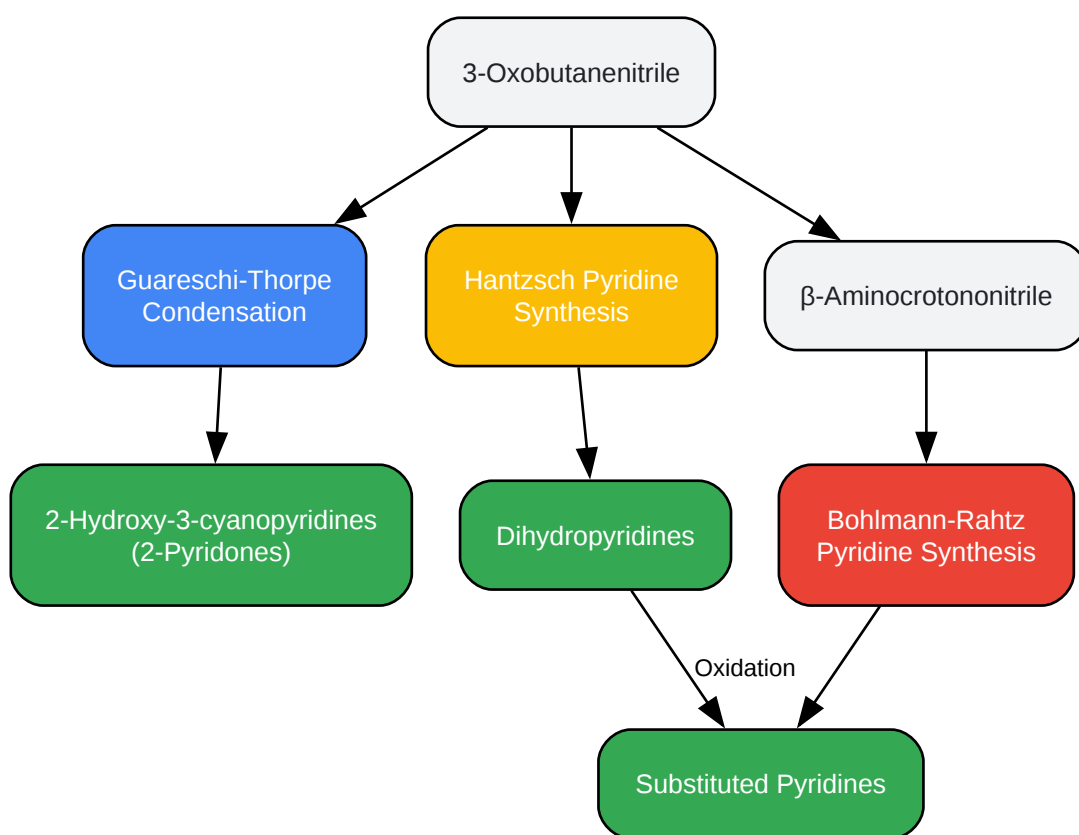 3-Oxobutanenitrile
Guareschi-Thorpe
Condensation
Hantzsch Pyridine
Synthesis
β-Aminocrotononitrile
2-Hydroxy-3-cyanopyridines
(2-Pyridones)
Dihydropyridines
Bohlmann-Rahtz
Pyridine Synthesis
Oxidation
Substituted Pyridines